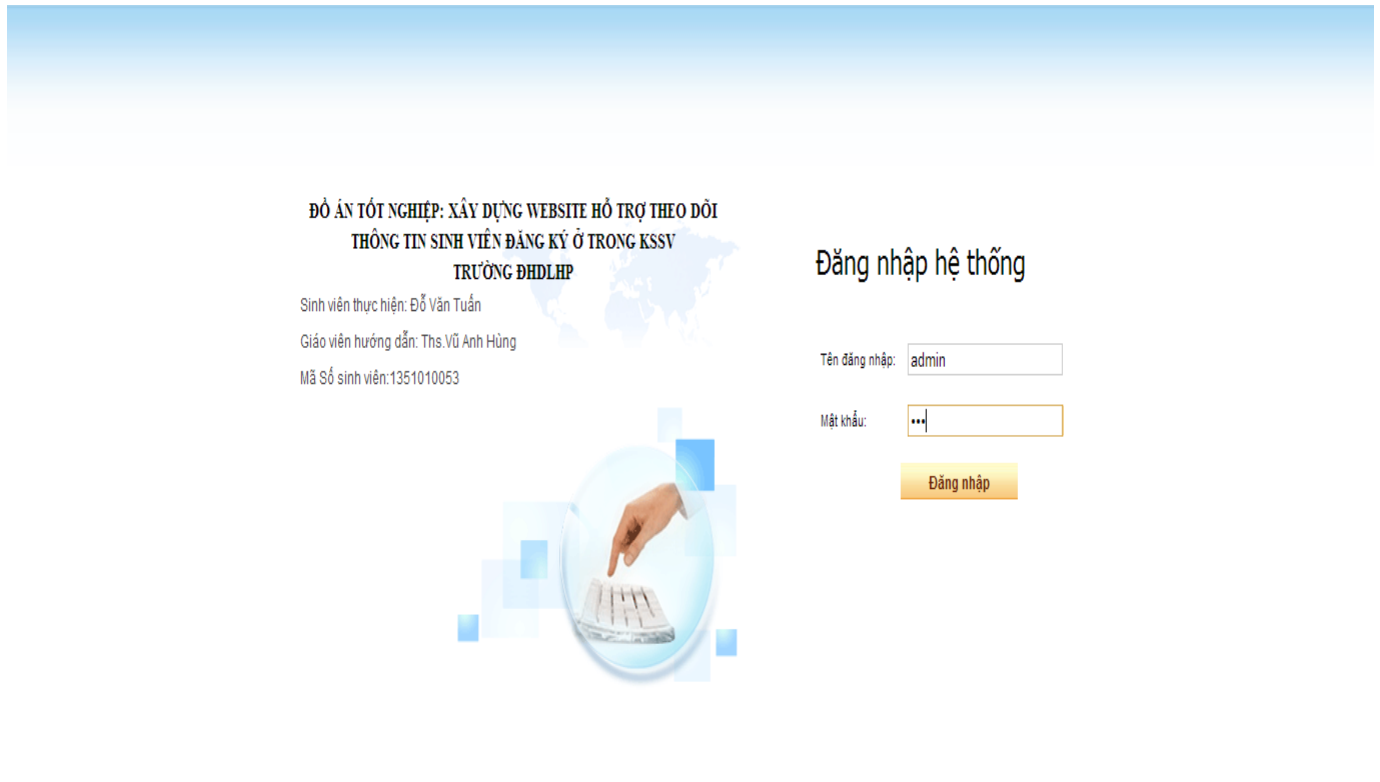 ĐỒ ÁN TỐT NGHIỆP: XÂY DỰNG WEBSITE HỖ TRỢ THEO DÕI
THÔNG TIN SINH VIÊN ĐĂNG KÝ Ở TRONG KSSV
TRƯỜNG ĐHDLHP
Sinh viên thực hiện: Đỗ Văn Tuấn
Giáo viên hướng dẫn: Ths.Vũ Anh Hùng
Mã Số sinh viên:1351010053
Đăng nhập hệ thống
Tên đăng nhập: admin
Mật khẩu: •••
Đăng nhập